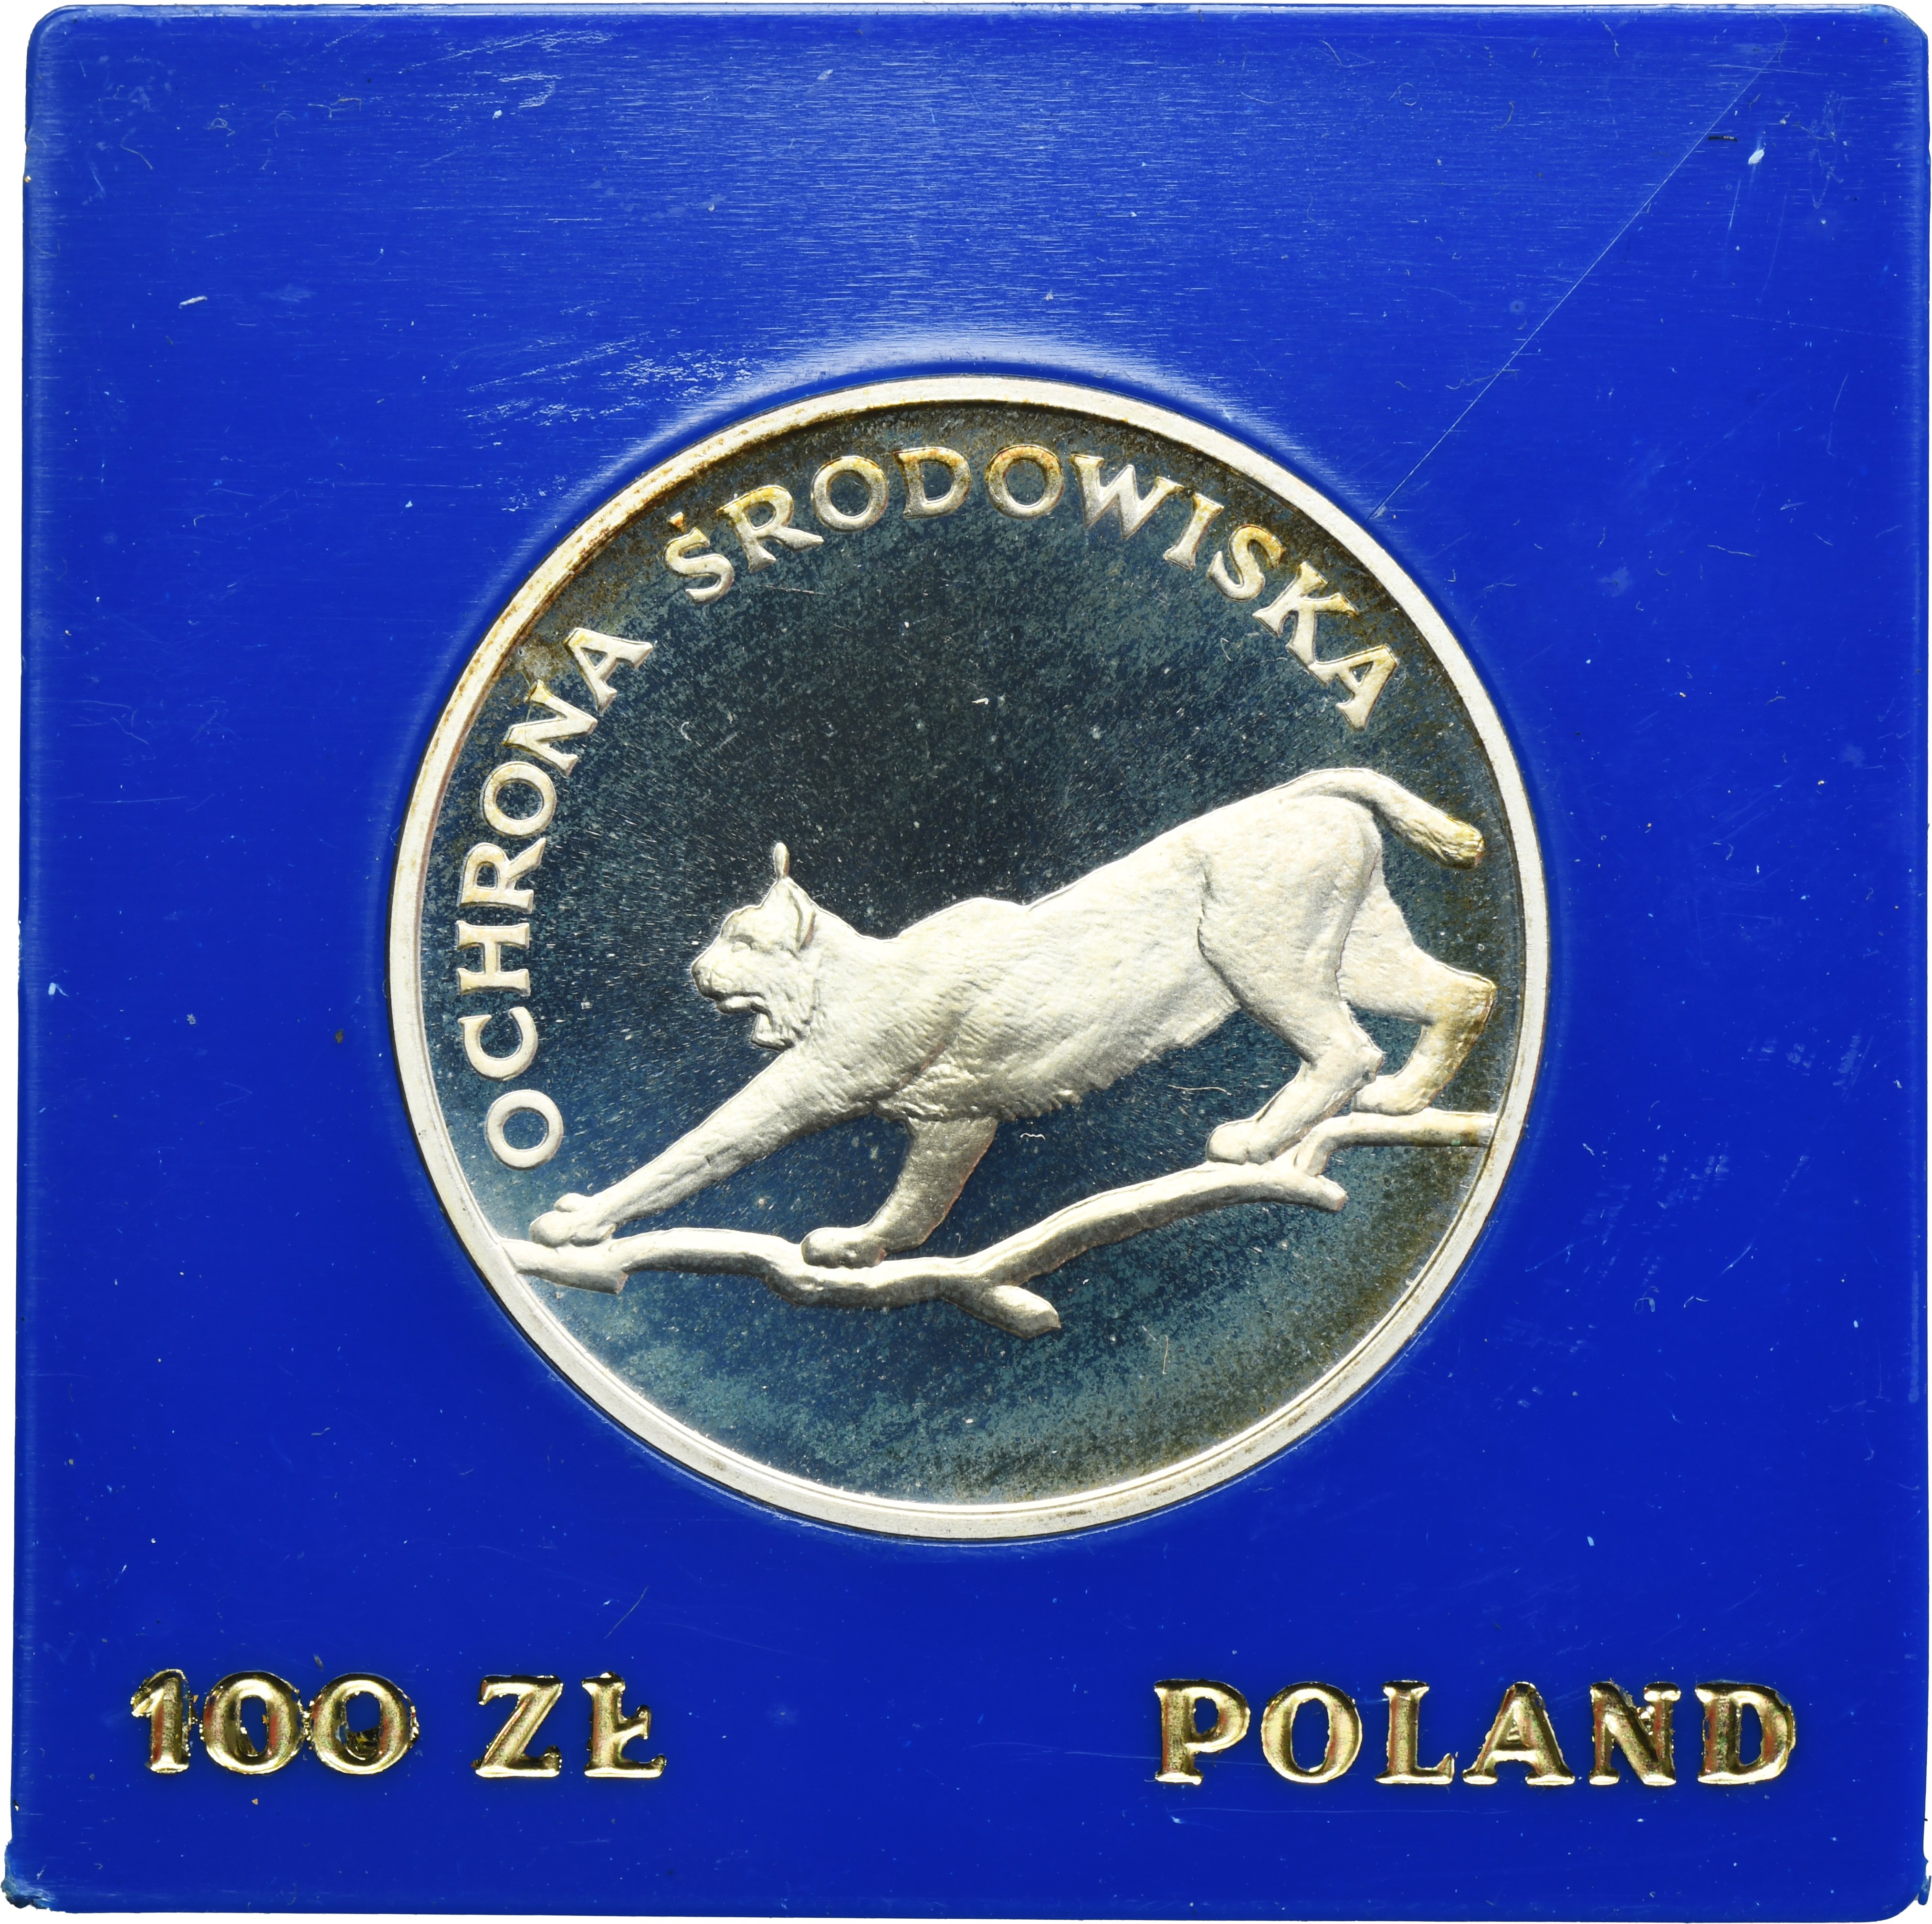 OCHRONA ŚRODOWISKA
100 ZŁ
POLAND